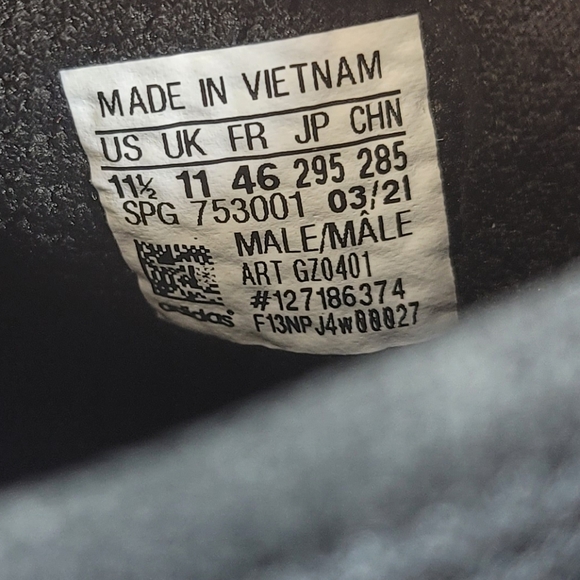 MADE IN VIETNAM
US UK FR JP CHN
11½ 11 46 295 285
SPG 753001 03/21
MALE/MÂLE
ART GZ0401
#127186374
F13NPJ4w00027
adidas